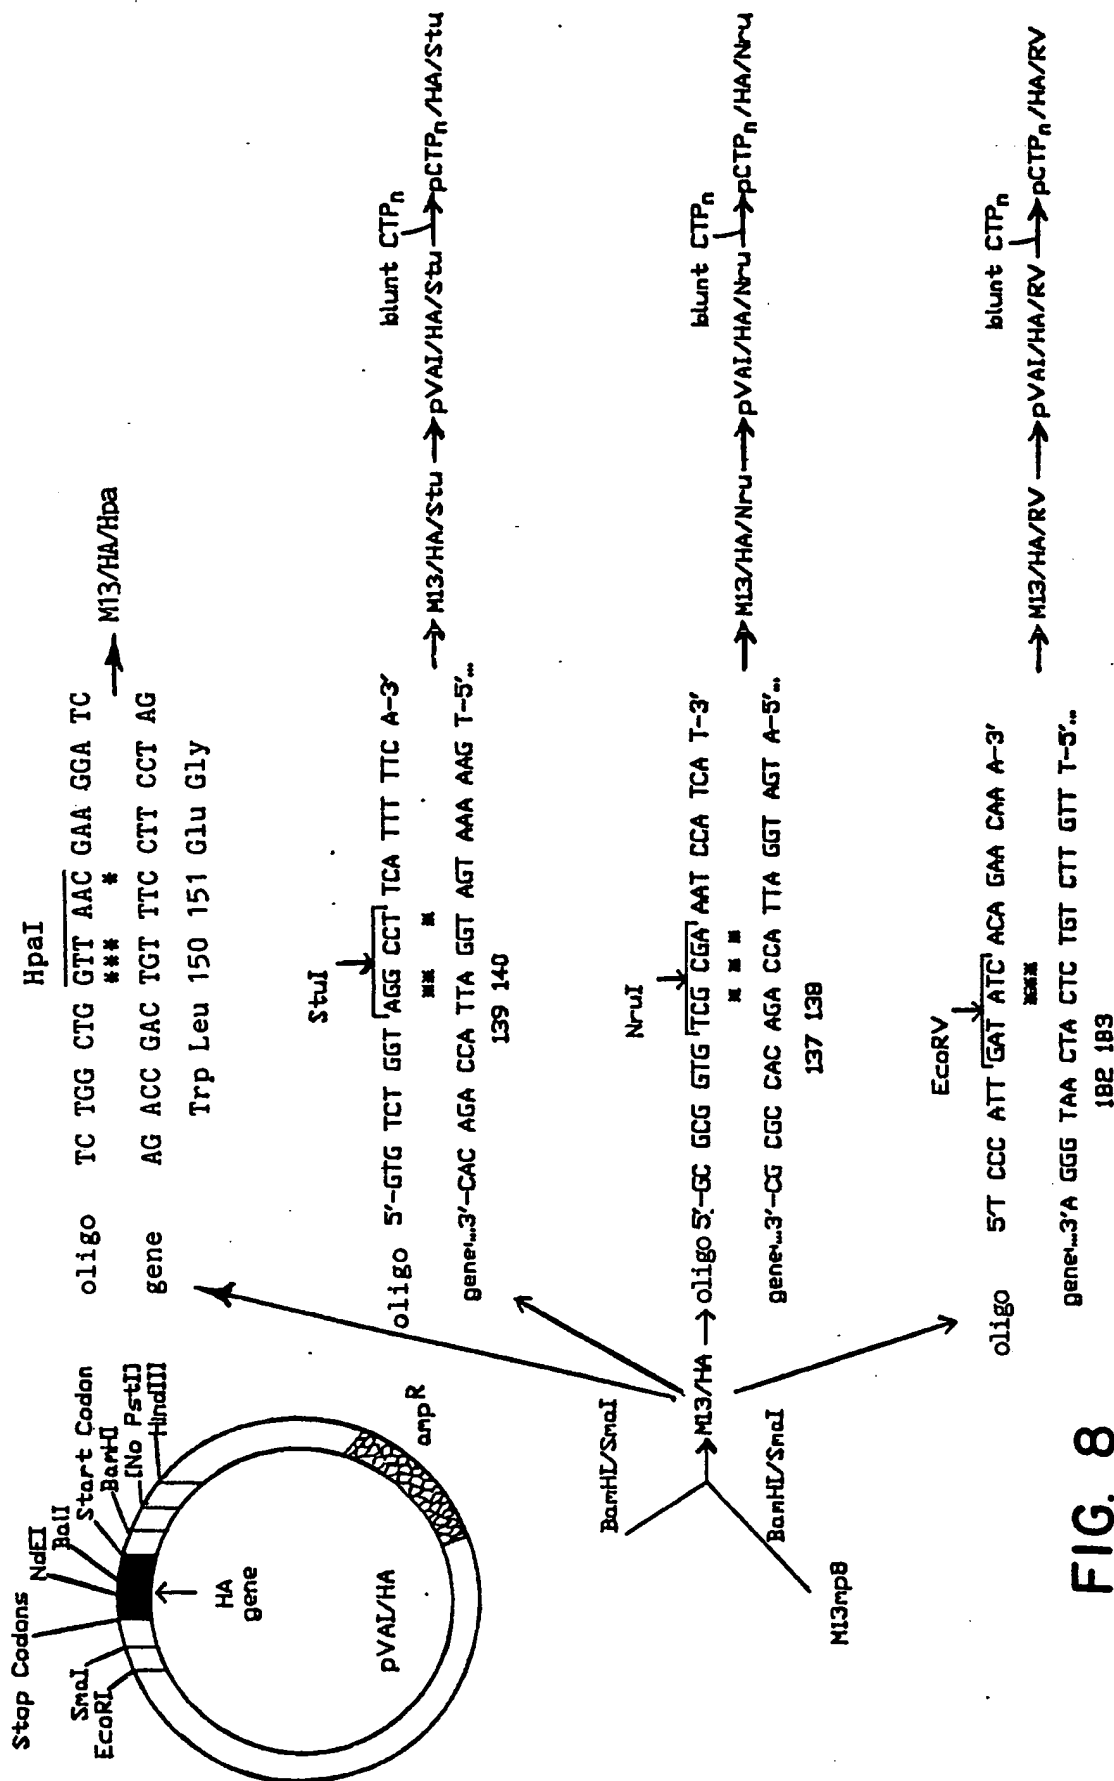 Stop Codons
NdEI
BalI
Start Codon
BamHI
[No PstI]
HindIII
SmaI
EcoRI
HA
gene
pVAI/HA
ampR
BamHI/SmaI
M13/HA
BamHI/SmaI
M13mp8
HpaI
oligo TC TGG CTG GTT AAC GAA GGA TC
*** *
M13/HA/Hpa
gene AG ACC GAC TGT TTC CTT CCT AG
Trp Leu 150 151 Glu Gly
StuI
oligo 5'-GTG TCT GGT AGG CCT TCA TTT TTC A-3'
** *
gene...3'-CAC AGA CCA TTA GGT AGT AAA AAG T-5'...
139 140
M13/HA/Stu
pVAI/HA/Stu
blunt CTPn
pCTPn/HA/Stu
NruI
oligo 5'-GC GCG GTG TCG CGA AAT CCA TCA T-3'
* * *
gene...3'-CG CGC CAC AGA CCA TTA GGT AGT A-5'...
137 138
M13/HA/Nru
pVAI/HA/Nru
blunt CTPn
pCTPn/HA/Nru
EcoRV
oligo 5'T CCC ATT GAT ATC ACA GAA CAA A-3'
***
gene...3'A GGG TAA CTA CTC TGT CTT GTT T-5'...
182 183
M13/HA/RV
pVAI/HA/RV
blunt CTPn
pCTPn/HA/RV
FIG. 8